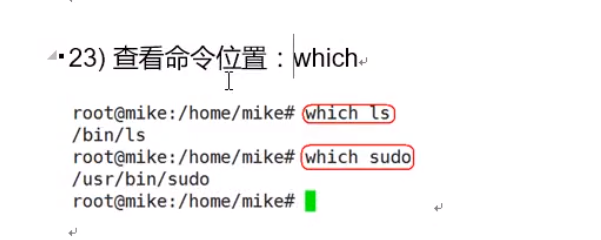 23) 查看命令位置：which
root@mike:/home/mike# which ls
/bin/ls
root@mike:/home/mike# which sudo
/usr/bin/sudo
root@mike:/home/mike#